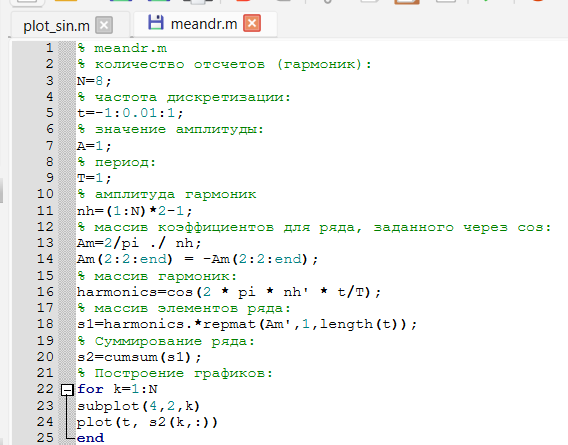 plot_sin.m meandr.m
1 % meandr.m
2 % количество отсчетов (гармоник):
3 N=8;
4 % частота дискретизации:
5 t=-1:0.01:1;
6 % значение амплитуды:
7 A=1;
8 % период:
9 T=1;
10 % амплитуда гармоник
11 nh=(1:N)*2-1;
12 % массив коэффициентов для ряда, заданного через cos:
13 Am=2/pi ./ nh;
14 Am(2:2:end) = -Am(2:2:end);
15 % массив гармоник:
16 harmonics=cos(2 * pi * nh' * t/T);
17 % массив элементов ряда:
18 s1=harmonics.*repmat(Am',1,length(t));
19 % Суммирование ряда:
20 s2=cumsum(s1);
21 % Построение графиков:
22 for k=1:N
23 subplot(4,2,k)
24 plot(t, s2(k,:))
25 end